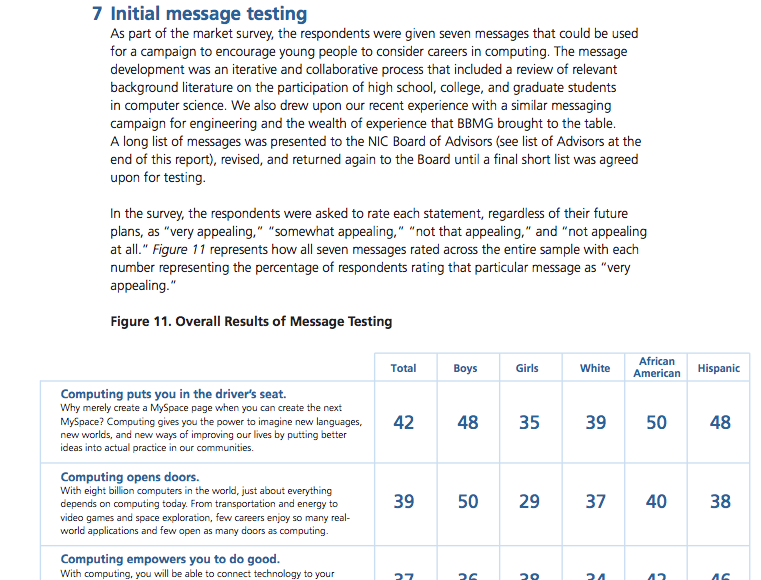 7 Initial message testing
As part of the market survey, the respondents were given seven messages that could be used
for a campaign to encourage young people to consider careers in computing. The message
development was an iterative and collaborative process that included a review of relevant
background literature on the participation of high school, college, and graduate students
in computer science. We also drew upon our recent experience with a similar messaging
campaign for engineering and the wealth of experience that BBMG brought to the table.
A long list of messages was presented to the NIC Board of Advisors (see list of Advisors at the
end of this report), revised, and returned again to the Board until a final short list was agreed
upon for testing.
In the survey, the respondents were asked to rate each statement, regardless of their future
plans, as “very appealing,” “somewhat appealing,” “not that appealing,” and “not appealing
at all.” Figure 11 represents how all seven messages rated across the entire sample with each
number representing the percentage of respondents rating that particular message as “very
appealing.”
Figure 11. Overall Results of Message Testing
Total Boys Girls White African American Hispanic
Computing puts you in the driver’s seat.
Why merely create a MySpace page when you can create the next
MySpace? Computing gives you the power to imagine new languages,
new worlds, and new ways of improving our lives by putting better
ideas into actual practice in our communities.
42 48 35 39 50 48
Computing opens doors.
With eight billion computers in the world, just about everything
depends on computing today. From transportation and energy to
video games and space exploration, few careers enjoy so many real-
world applications and few open as many doors as computing.
39 50 29 37 40 38
Computing empowers you to do good.
With computing, you will be able to connect technology to your
37 36 38 34 42 46